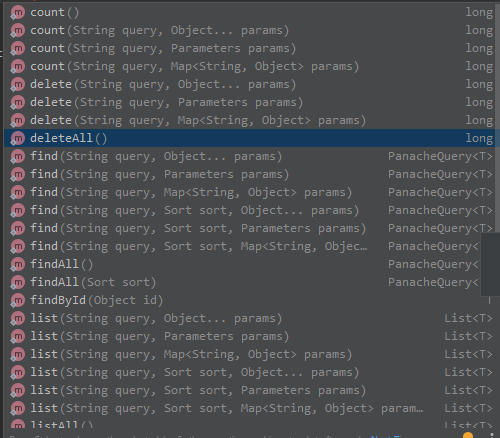 count() long
count(String query, Object... params) long
count(String query, Parameters params) long
count(String query, Map<String, Object> params) long
delete(String query, Object... params) long
delete(String query, Parameters params) long
delete(String query, Map<String, Object> params) long
deleteAll() long
find(String query, Object... params) PanacheQuery<T>
find(String query, Parameters params) PanacheQuery<T>
find(String query, Map<String, Object> params) PanacheQuery<T>
find(String query, Sort sort, Object... params) PanacheQuery<T>
find(String query, Sort sort, Parameters params) PanacheQuery<T>
find(String query, Sort sort, Map<String, Objec… PanacheQuery<
findAll() PanacheQuery<
findAll(Sort sort) PanacheQuery<
findById(Object id)
list(String query, Object... params) List<T>
list(String query, Parameters params) List<T>
list(String query, Map<String, Object> params) List<T>
list(String query, Sort sort, Object... params) List<T>
list(String query, Sort sort, Parameters params) List<T>
list(String query, Sort sort, Map<String, Object> param… List<T>
listAll() List<T>